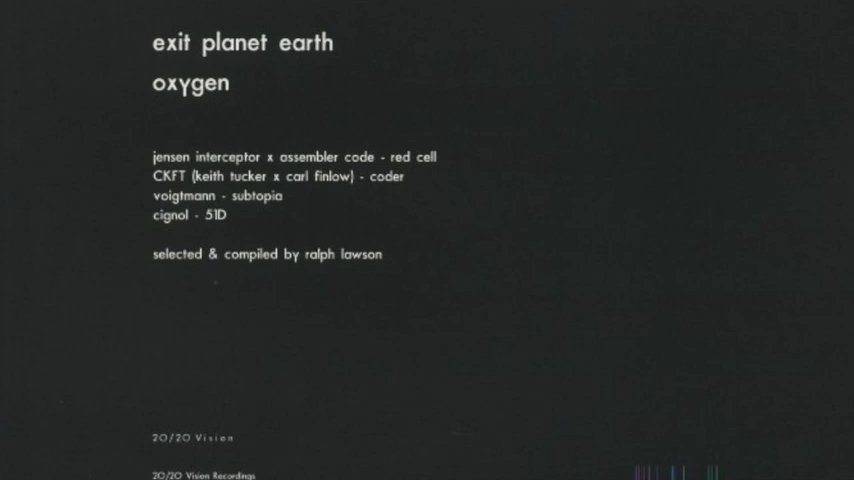 exit planet earth
oxygen
jensen interceptor x assembler code - red cell
CKFT (keith tucker x carl finlow) - coder
voigtmann - subtopia
cignol - 51D
selected & compiled by ralph lawson
20/20 Vision
20/20 Vision Recordings